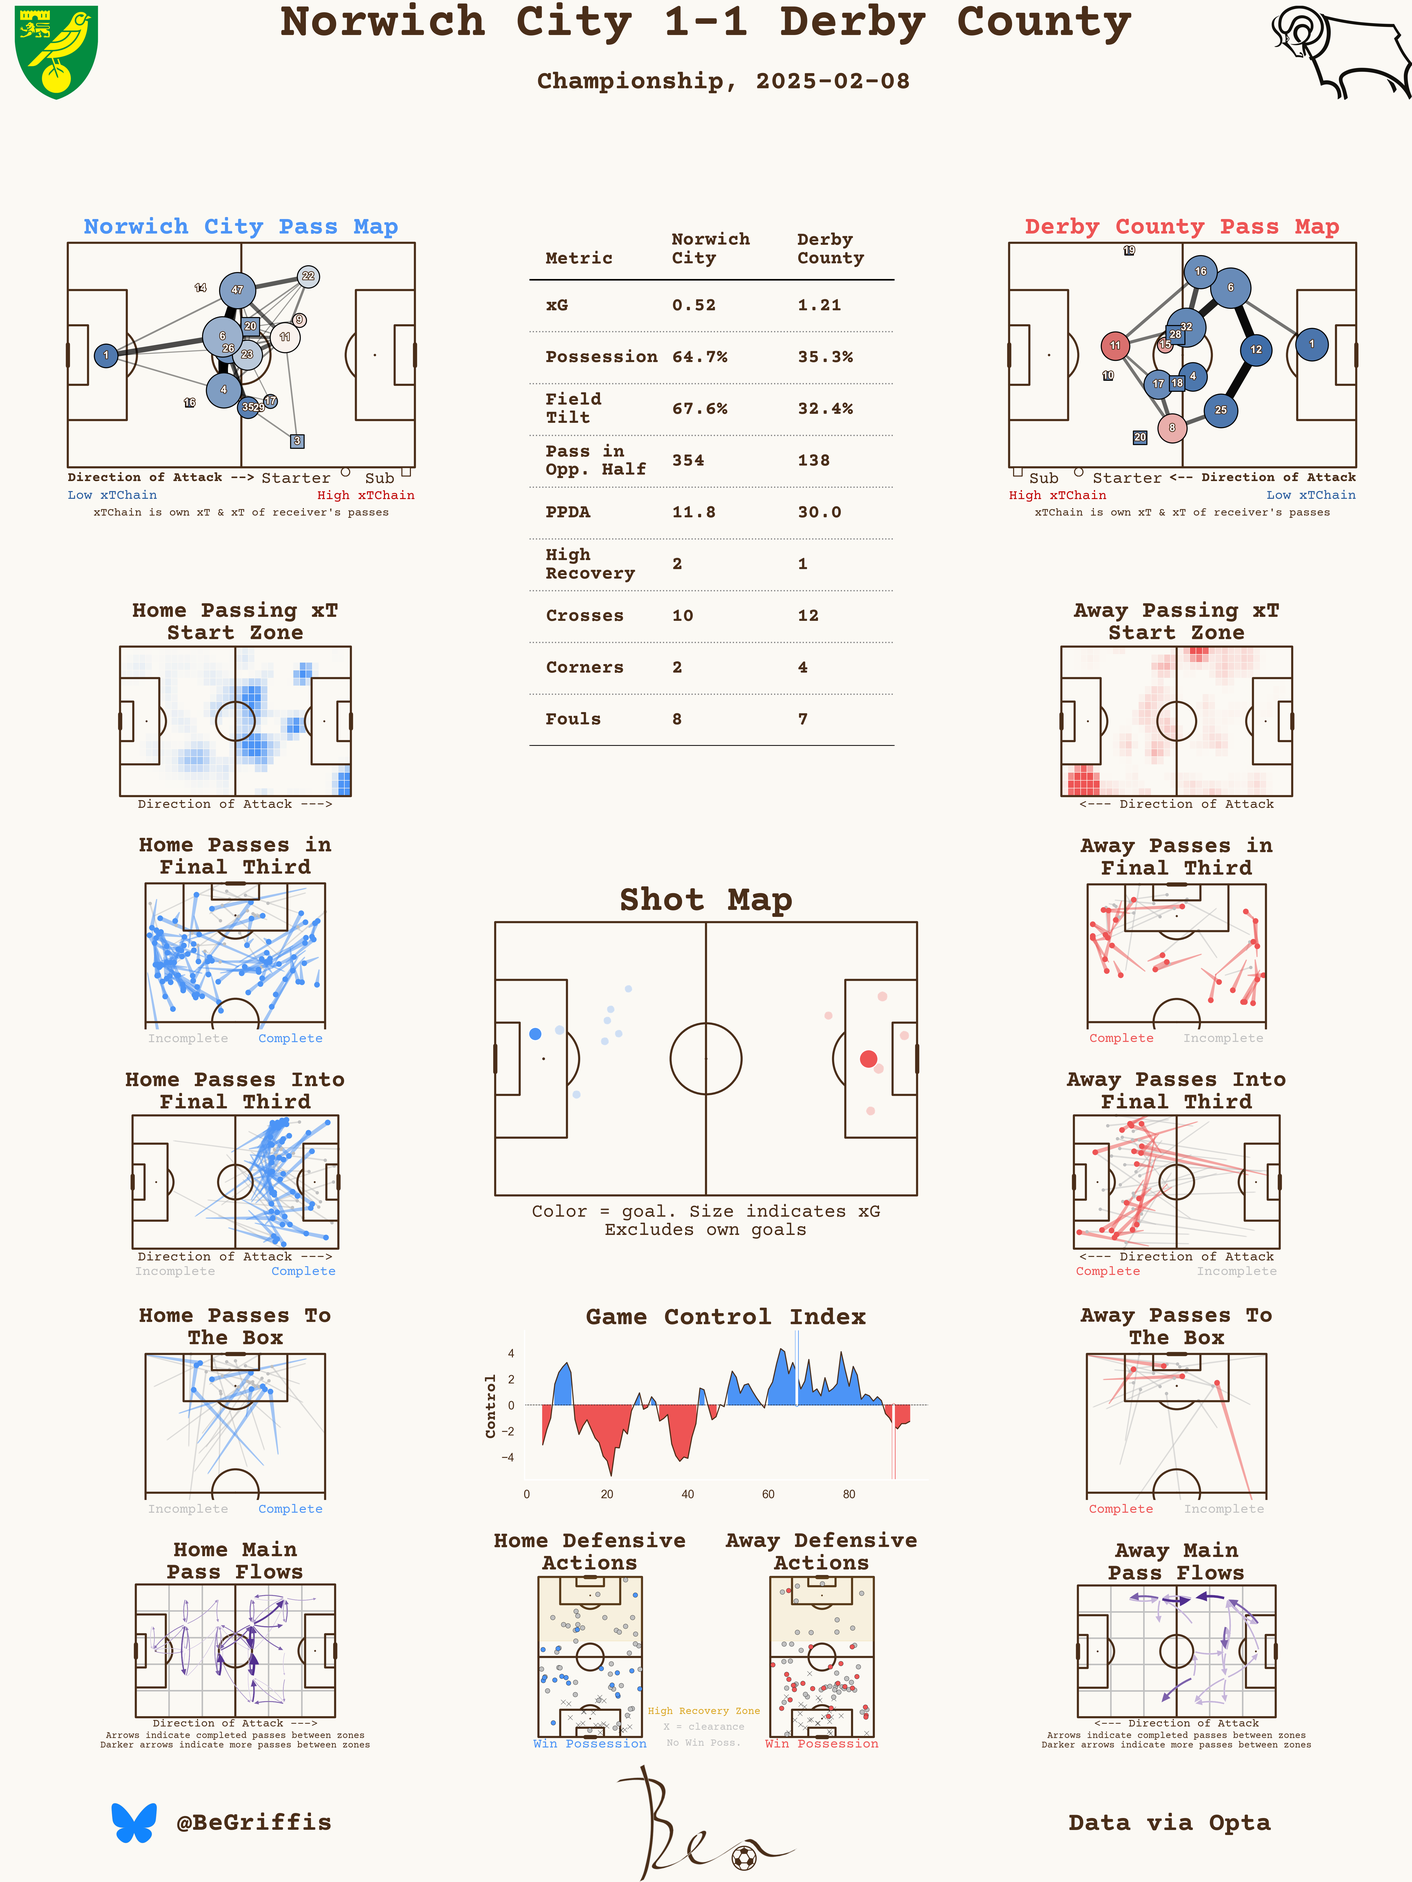 Norwich City 1-1 Derby County
Championship, 2025-02-08
Norwich City Pass Map
47
22
14
20
9
6
11
1
26
23
4
16
35
29
17
3
Direction of Attack --> Starter Sub
Low xTChain High xTChain
xTChain is own xT & xT of receiver's passes
Metric Norwich City Derby County
xG 0.52 1.21
Possession 64.7% 35.3%
Field Tilt 67.6% 32.4%
Pass in Opp. Half 354 138
PPDA 11.8 30.0
High Recovery 2 1
Crosses 10 12
Corners 2 4
Fouls 8 7
Derby County Pass Map
19
16
6
32
28
11
15
12
1
10
17
18
4
25
8
20
Sub Starter <-- Direction of Attack
High xTChain Low xTChain
xTChain is own xT & xT of receiver's passes
Home Passing xT
Start Zone
Direction of Attack --->
Away Passing xT
Start Zone
<--- Direction of Attack
Home Passes in
Final Third
Incomplete Complete
Away Passes in
Final Third
Complete Incomplete
Shot Map
Color = goal. Size indicates xG
Excludes own goals
Home Passes Into
Final Third
Direction of Attack --->
Incomplete Complete
Away Passes Into
Final Third
<--- Direction of Attack
Complete Incomplete
Home Passes To
The Box
Incomplete Complete
Game Control Index
Control
4
2
0
−2
−4
0 20 40 60 80
Away Passes To
The Box
Complete Incomplete
Home Main
Pass Flows
Direction of Attack --->
Arrows indicate completed passes between zones
Darker arrows indicate more passes between zones
Home Defensive
Actions
Win Possession
High Recovery Zone
X = clearance
No Win Poss.
Away Defensive
Actions
Win Possession
Away Main
Pass Flows
<--- Direction of Attack
Arrows indicate completed passes between zones
Darker arrows indicate more passes between zones
@BeGriffis
Ben
Data via Opta